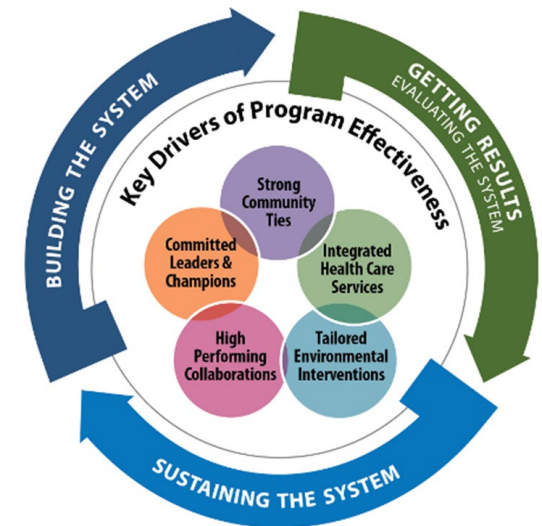 BUILDING THE SYSTEM
GETTING RESULTS
EVALUATING THE SYSTEM
Key Drivers of Program Effectiveness
Strong
Community
Ties
Committed
Leaders &
Champions
Integrated
Health Care
Services
High
Performing
Collaborations
Tailored
Environmental
Interventions
SUSTAINING THE SYSTEM